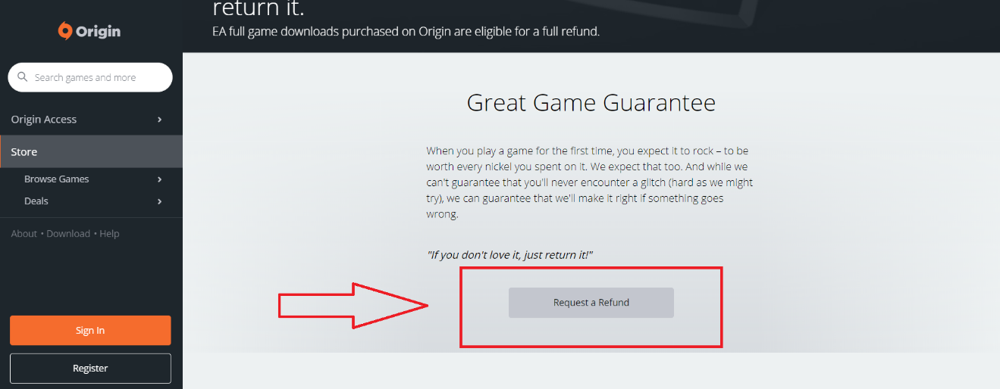 return it.
EA full game downloads purchased on Origin are eligible for a full refund.
Origin
Search games and more
Origin Access
Store
Browse Games
Deals
About • Download • Help
Sign In
Register
Great Game Guarantee
When you play a game for the first time, you expect it to rock – to be
worth every nickel you spent on it. We expect that too. And while we
can't guarantee that you'll never encounter a glitch (hard as we might
try), we can guarantee that we'll make it right if something goes
wrong.
"If you don't love it, just return it!"
Request a Refund